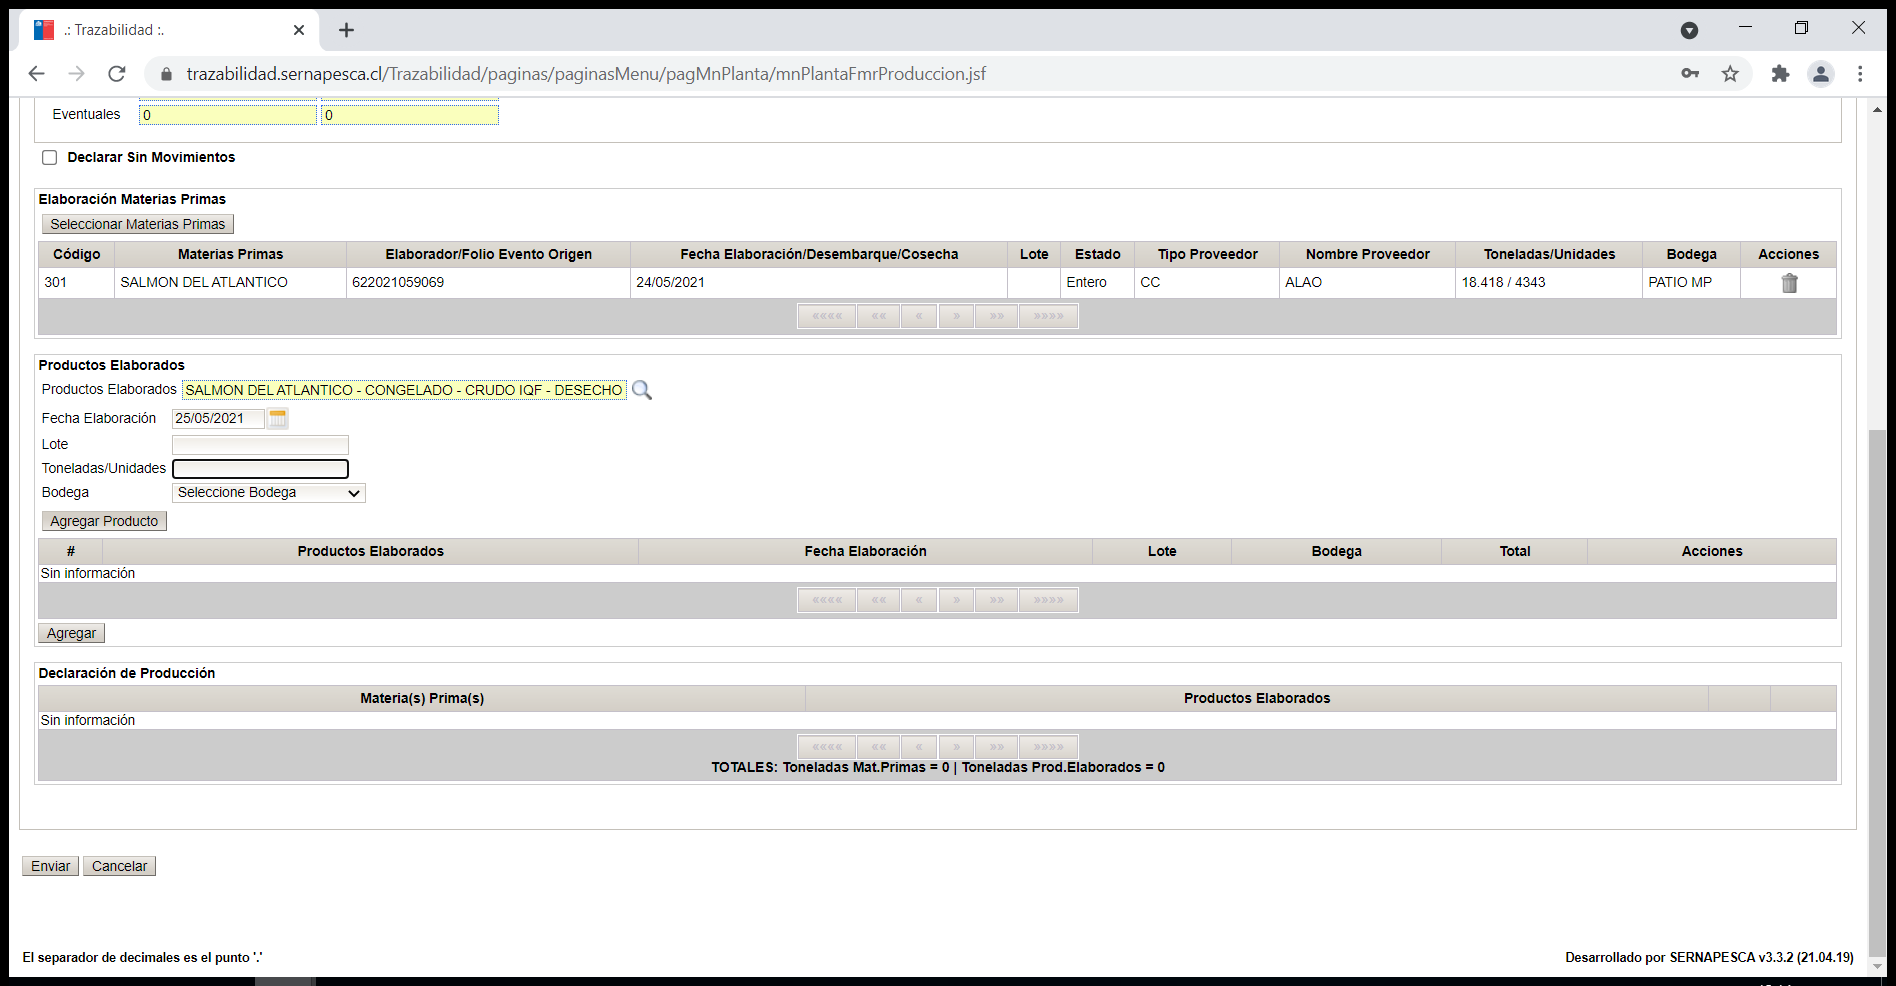 .: Trazabilidad :.
trazabilidad.sernapesca.cl/Trazabilidad/paginas/paginasMenu/pagMnPlanta/mnPlantaFmrProduccion.jsf
Eventuales 0 0
Declarar Sin Movimientos
Elaboración Materias Primas
Seleccionar Materias Primas
Código Materias Primas Elaborador/Folio Evento Origen Fecha Elaboración/Desembarque/Cosecha Lote Estado Tipo Proveedor Nombre Proveedor Toneladas/Unidades Bodega Acciones
301 SALMON DEL ATLANTICO 622021059069 24/05/2021 Entero CC ALAO 18.418 / 4343 PATIO MP
«««« «« « » »» »»»»
Productos Elaborados
Productos Elaborados SALMON DEL ATLANTICO - CONGELADO - CRUDO IQF - DESECHO
Fecha Elaboración 25/05/2021
Lote
Toneladas/Unidades
Bodega Seleccione Bodega
Agregar Producto
# Productos Elaborados Fecha Elaboración Lote Bodega Total Acciones
Sin información
«««« «« « » »» »»»»
Agregar
Declaración de Producción
Materia(s) Prima(s) Productos Elaborados
Sin información
«««« «« « » »» »»»»
TOTALES: Toneladas Mat.Primas = 0 | Toneladas Prod.Elaborados = 0
Enviar Cancelar
El separador de decimales es el punto '.' Desarrollado por SERNAPESCA v3.3.2 (21.04.19)